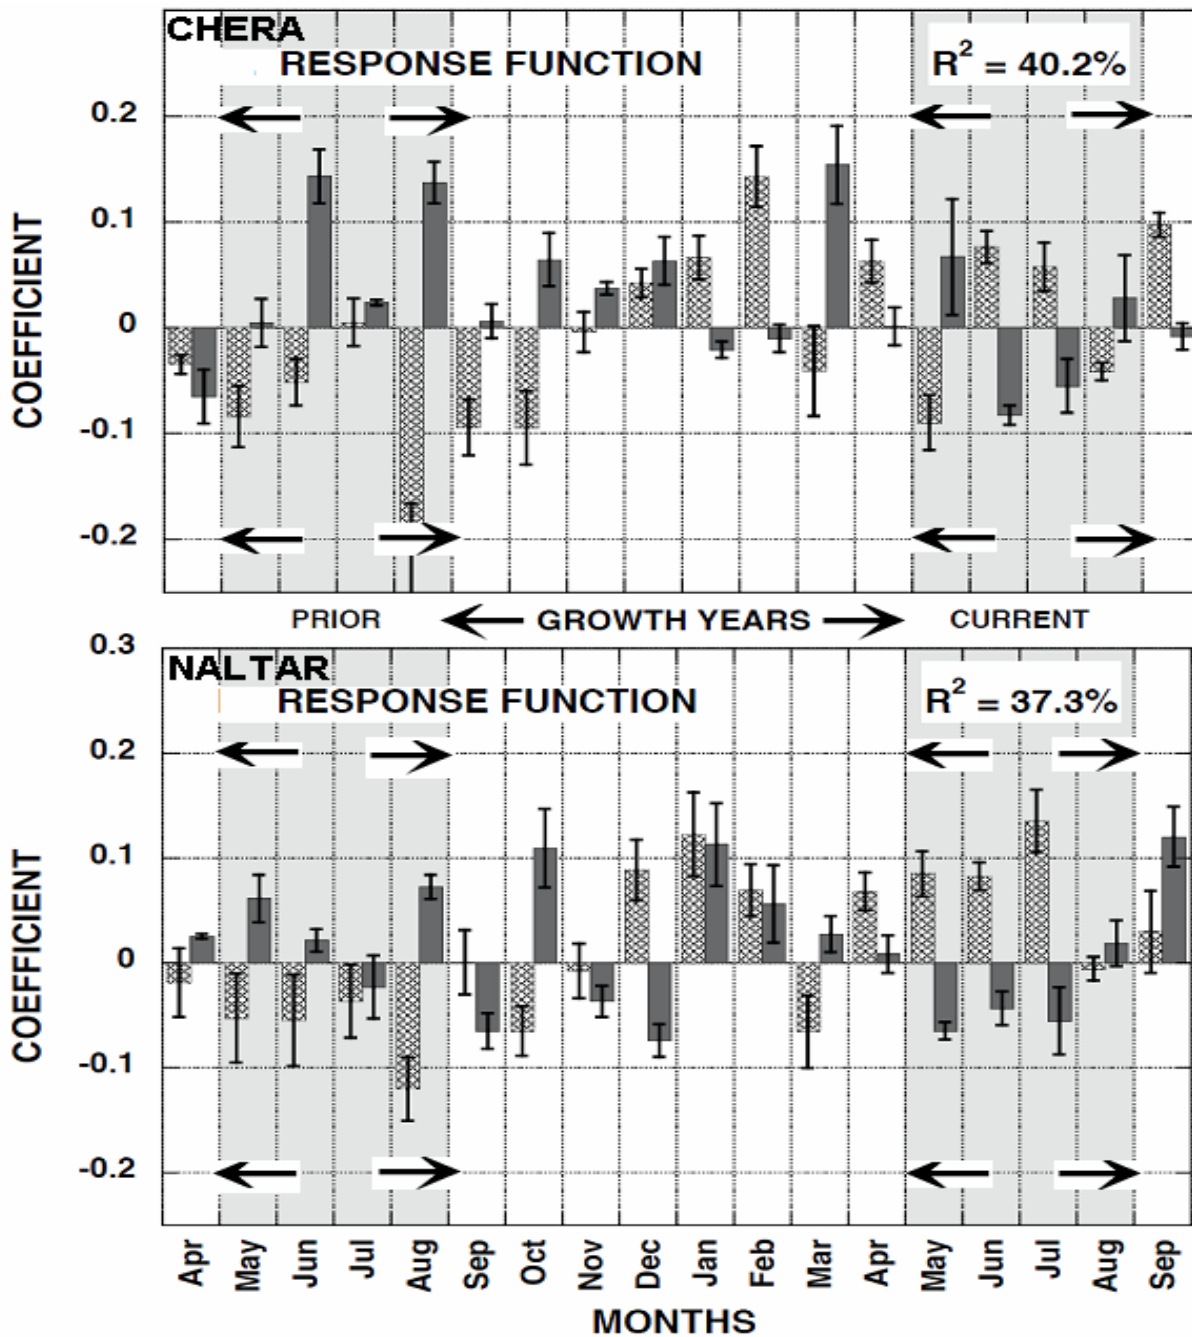 CHERA
RESPONSE FUNCTION
R² = 40.2%
0.2
0.1
0
-0.1
-0.2
COEFFICIENT
PRIOR
GROWTH YEARS
CURRENT
NALTAR
RESPONSE FUNCTION
R² = 37.3%
0.3
0.2
0.1
0
-0.1
-0.2
COEFFICIENT
Apr May Jun Jul Aug Sep Oct Nov Dec Jan Feb Mar Apr May Jun Jul Aug Sep
MONTHS